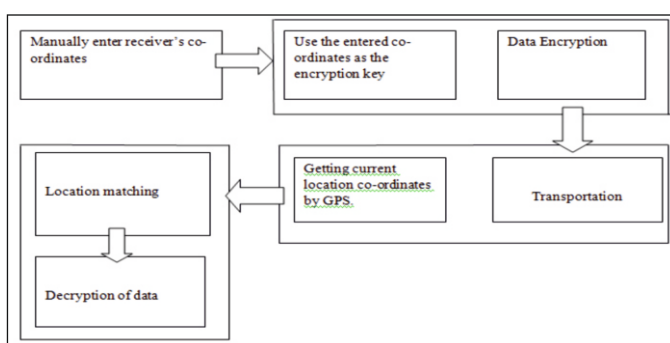 Manually enter receiver's co-
ordinates
Use the entered co-
ordinates as the
encryption key
Data Encryption
Location matching
Decryption of data
Getting current
location co-ordinates
by GPS.
Transportation